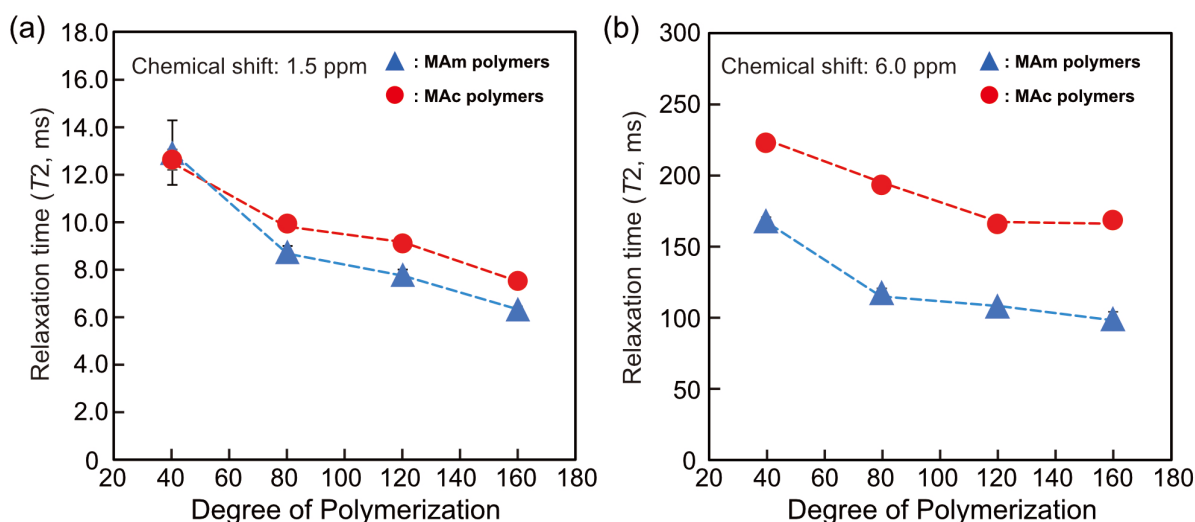 (a)
Relaxation time (T2, ms)
18.0
16.0
14.0
12.0
10.0
8.0
6.0
4.0
2.0
0
Chemical shift: 1.5 ppm
: MAm polymers
: MAc polymers
20 40 60 80 100 120 140 160 180
Degree of Polymerization
(b)
Relaxation time (T2, ms)
300
250
200
150
100
50
0
Chemical shift: 6.0 ppm
: MAm polymers
: MAc polymers
20 40 60 80 100 120 140 160 180
Degree of Polymerization